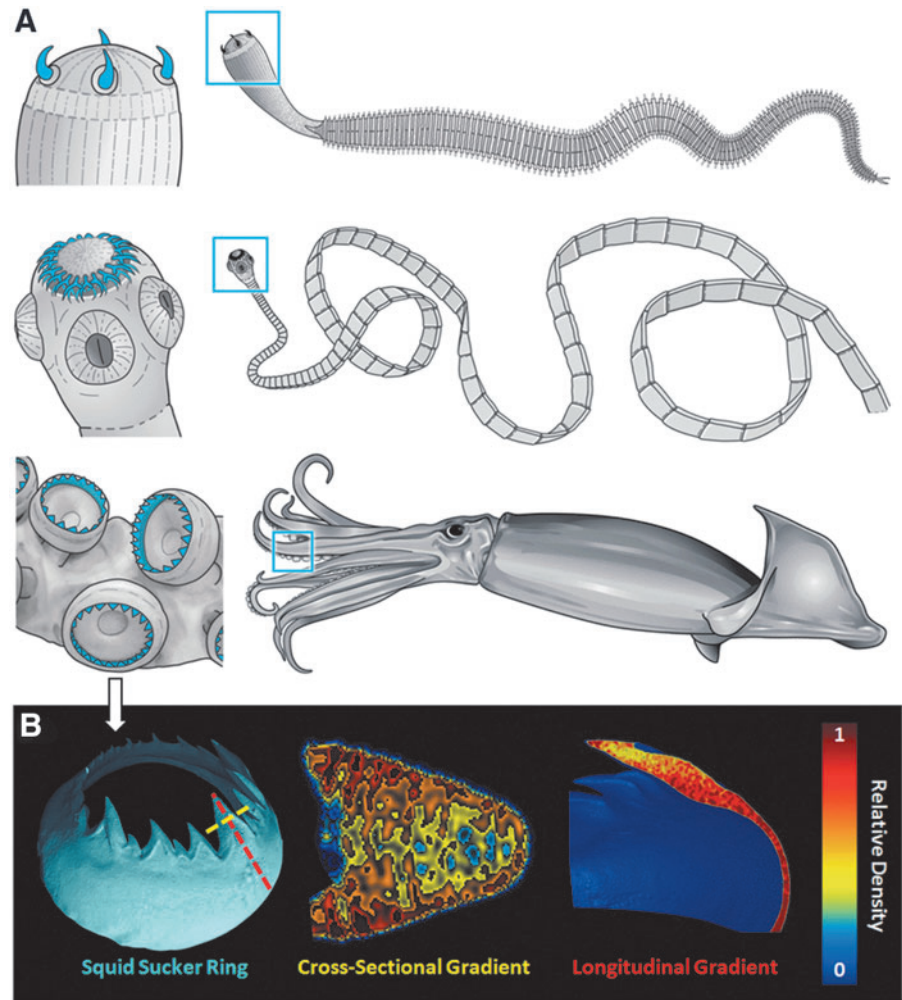 A
B
1
Relative Density
0
Squid Sucker Ring
Cross-Sectional Gradient
Longitudinal Gradient